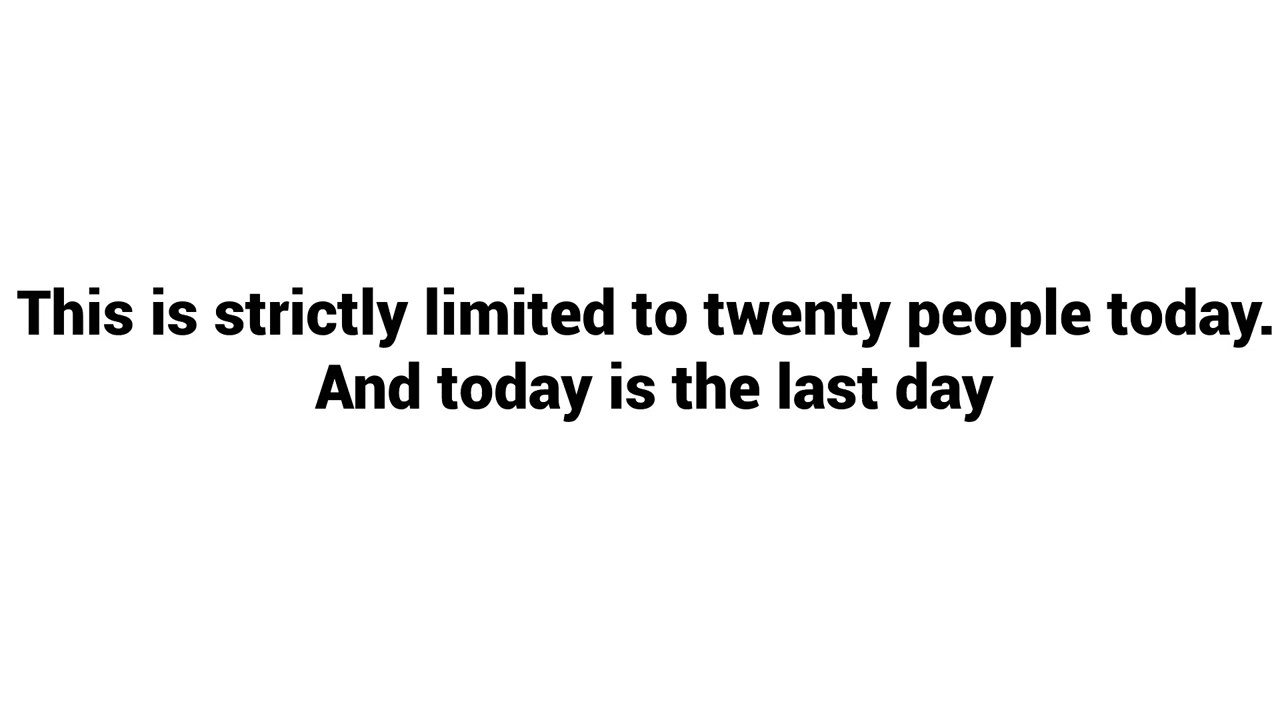 This is strictly limited to twenty people today.
And today is the last day